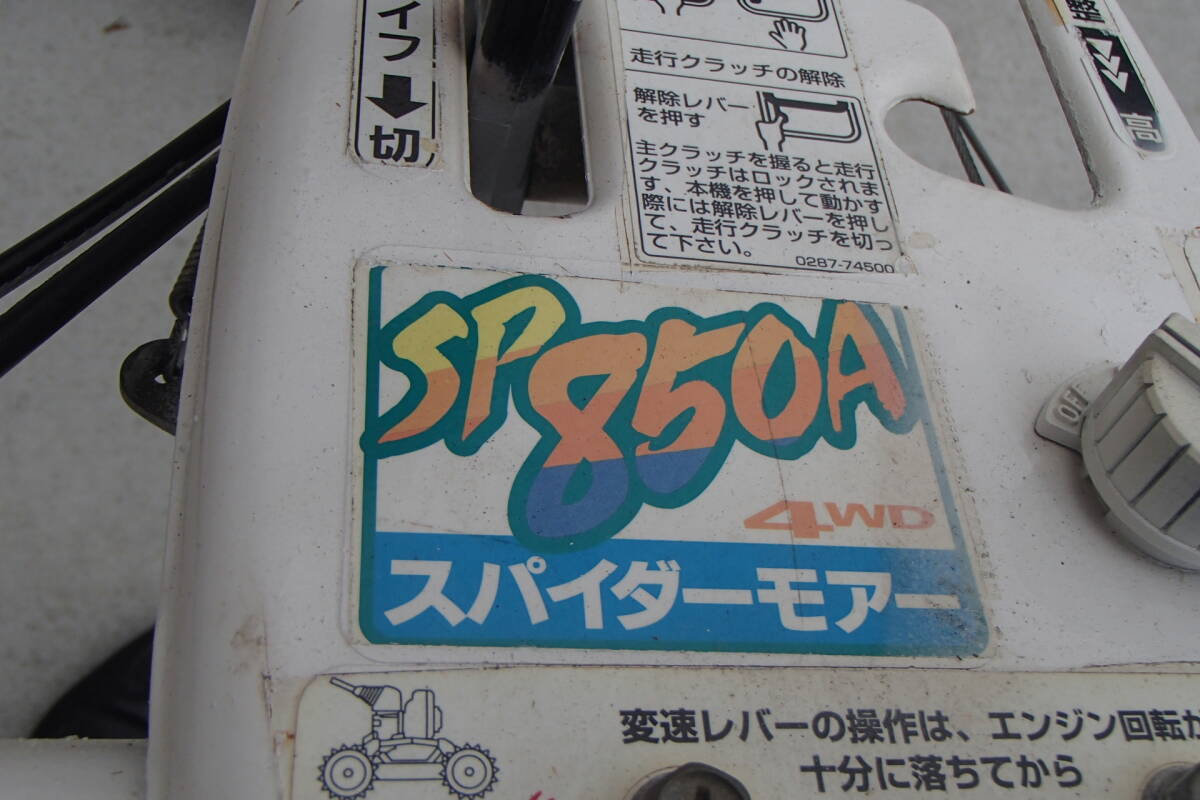 イフ
切
走行クラッチの解除
解除レバー
を押す
主クラッチを握ると走行
クラッチはロックされま
す、本機を押して動かす
際には解除レバーを押し
て、走行クラッチを切っ
て下さい。
0287-74500
整
高
SP850A
4WD
スパイダーモアー
OFF
変速レバーの操作は、エンジン回転が
十分に落ちてから